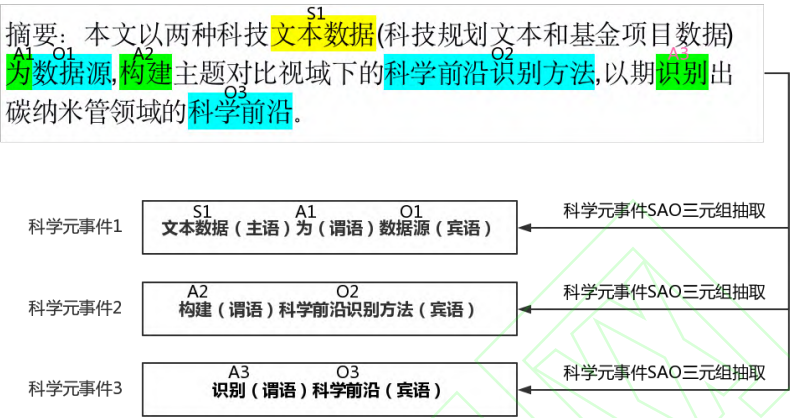 S1
摘要：本文以两种科技文本数据(科技规划文本和基金项目数据)
A1 O1 A2 O2 A3
为数据源,构建主题对比视域下的科学前沿识别方法,以期识别出
O3
碳纳米管领域的科学前沿。
S1 A1 O1 科学元事件SAO三元组抽取
科学元事件1 文本数据（主语）为（谓语）数据源（宾语）
A2 O2 科学元事件SAO三元组抽取
科学元事件2 构建（谓语）科学前沿识别方法（宾语）
A3 O3 科学元事件SAO三元组抽取
科学元事件3 识别（谓语）科学前沿（宾语）